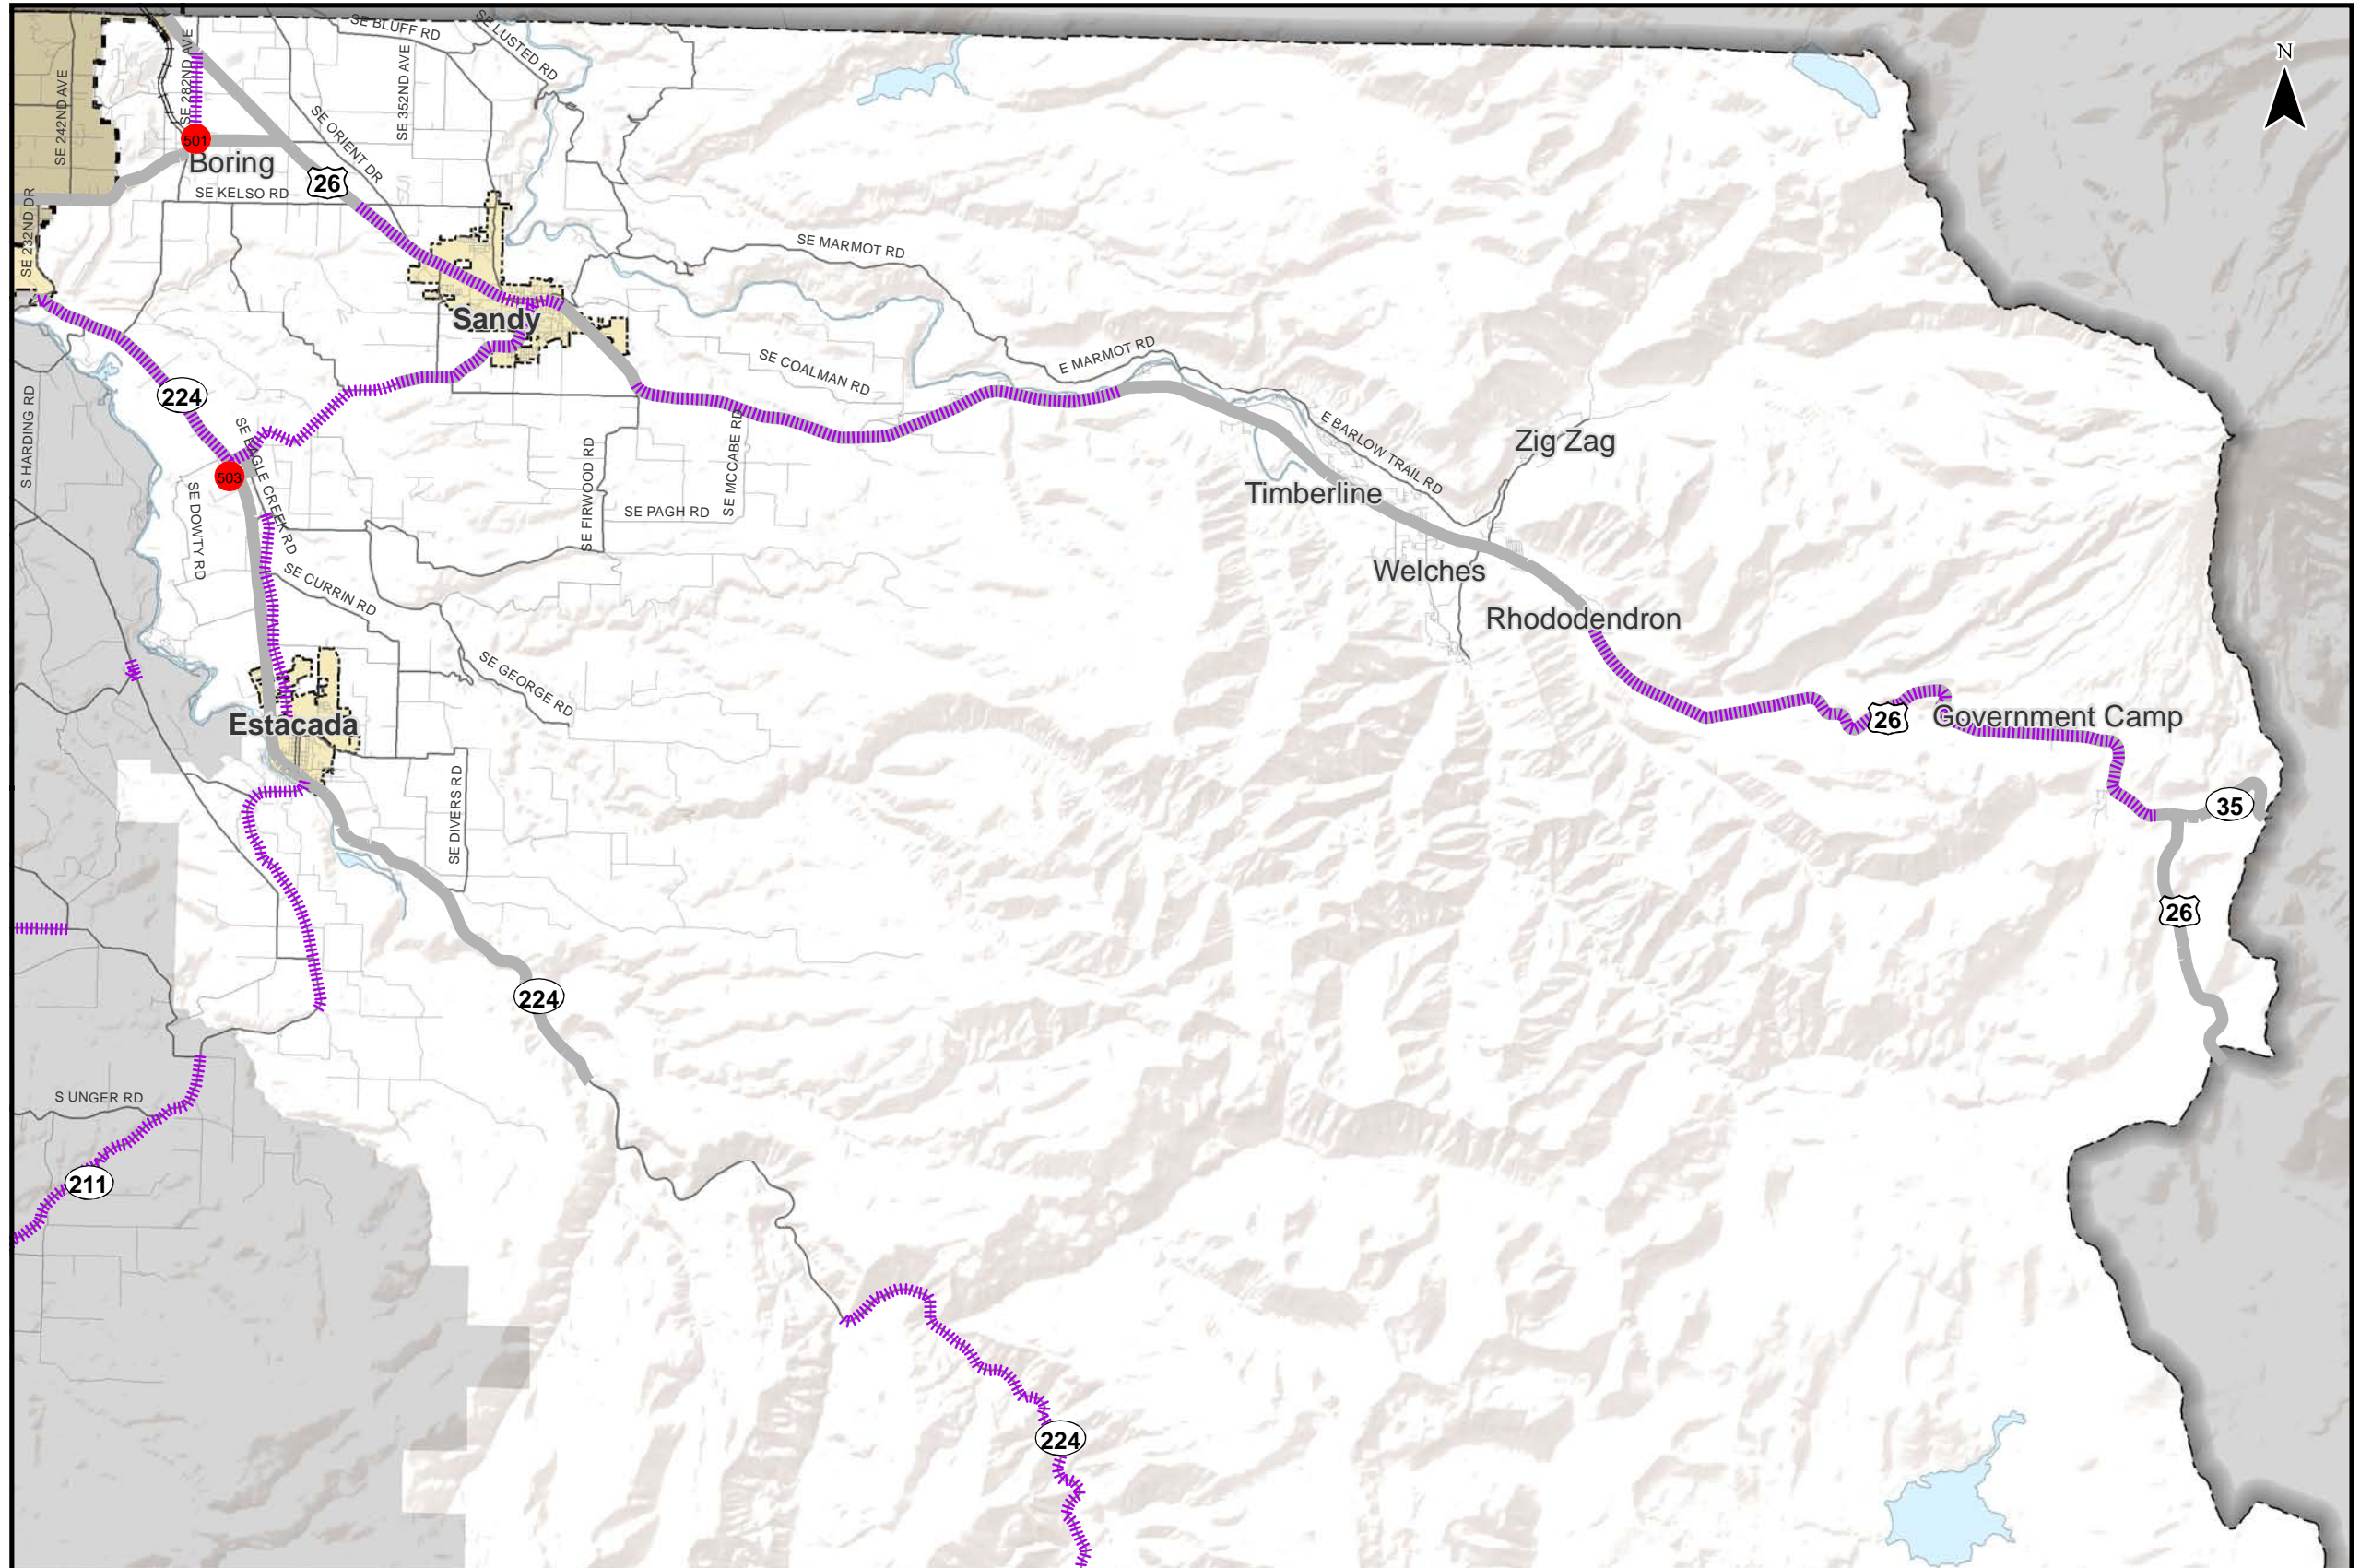 SE BLUFF RD
SE LUSTED RD
SE 282ND AVE
SE 352ND AVE
SE 242ND AVE
N
SE ORIENT DR
501
Boring
26
SE KELSO RD
SE 232ND DR
SE MARMOT RD
Sandy
E MARMOT RD
SE COALMAN RD
224
S HARDING RD
SE EAGLE CREEK RD
E BARLOW TRAIL RD
Zig Zag
503
SE FIRWOOD RD
SE MCCABE RD
Timberline
SE PAGH RD
SE DOWTY RD
Welches
SE CURRIN RD
Rhododendron
SE GEORGE RD
Estacada
26
Government Camp
SE DIVERS RD
35
26
224
S UNGER RD
211
224